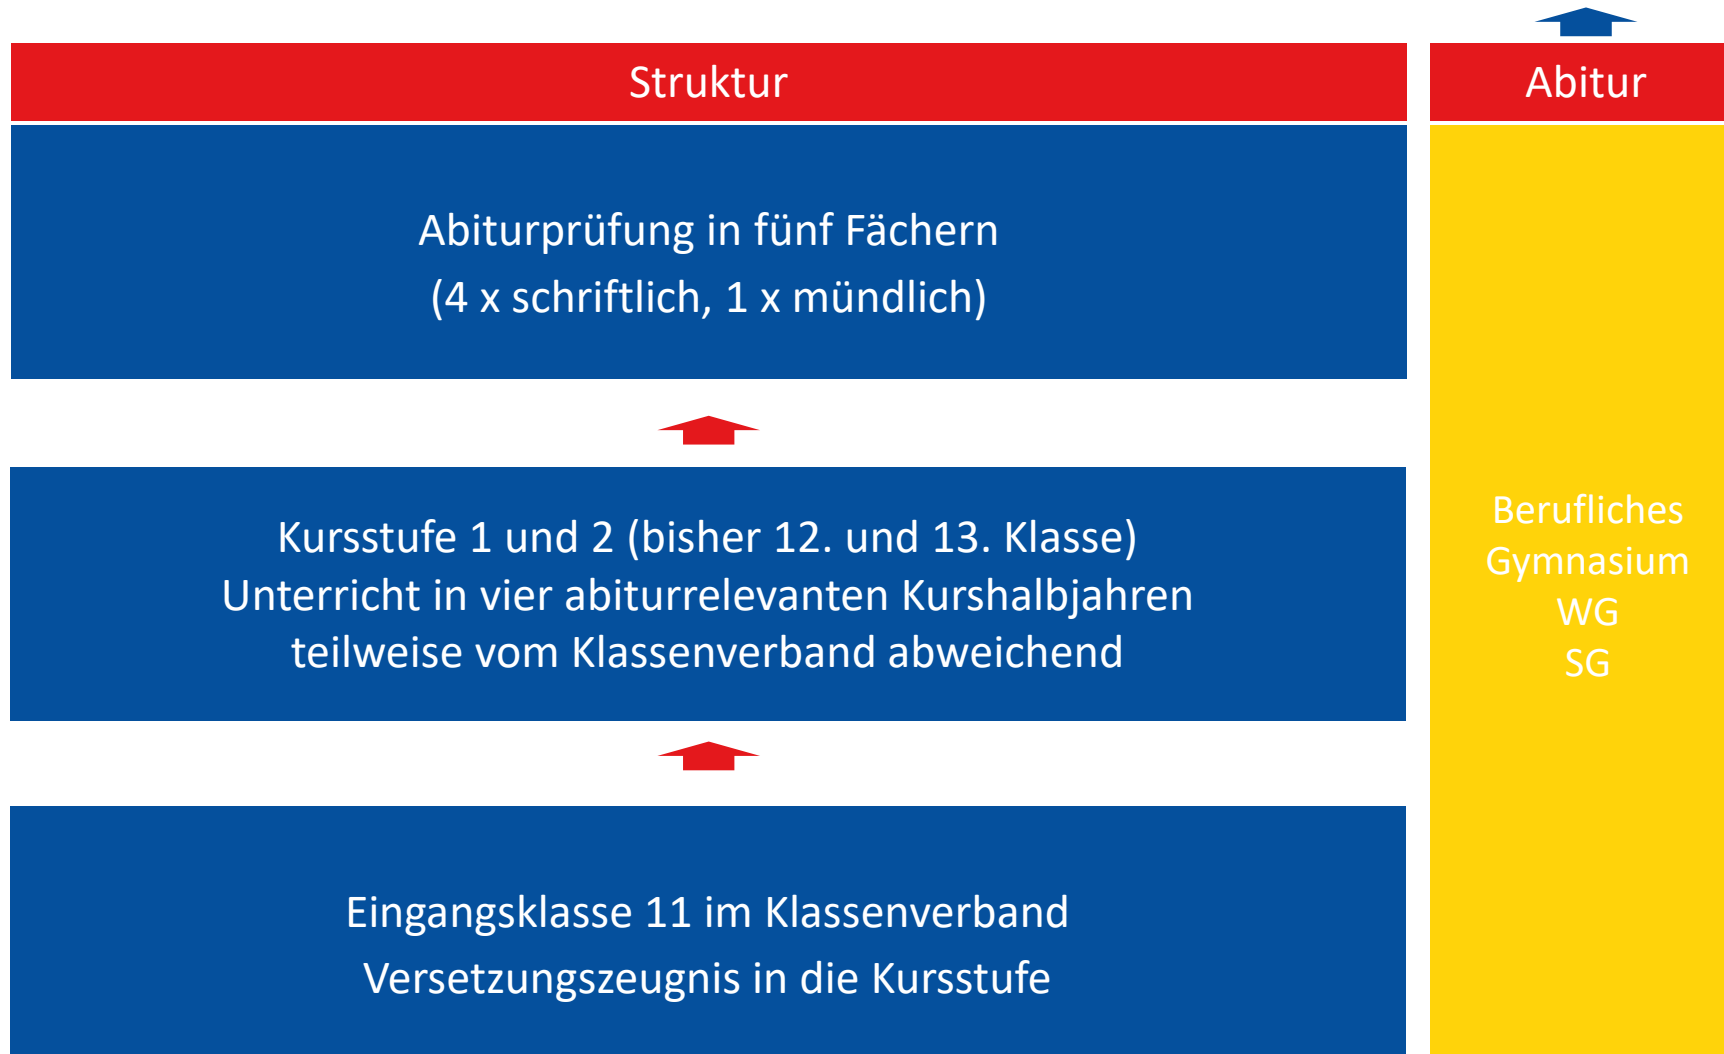 Struktur
Abiturprüfung in fünf Fächern
(4 x schriftlich, 1 x mündlich)
Kursstufe 1 und 2 (bisher 12. und 13. Klasse)
Unterricht in vier abiturrelevanten Kurshalbjahren
teilweise vom Klassenverband abweichend
Eingangsklasse 11 im Klassenverband
Versetzungszeugnis in die Kursstufe
Abitur
Berufliches
Gymnasium
WG
SG